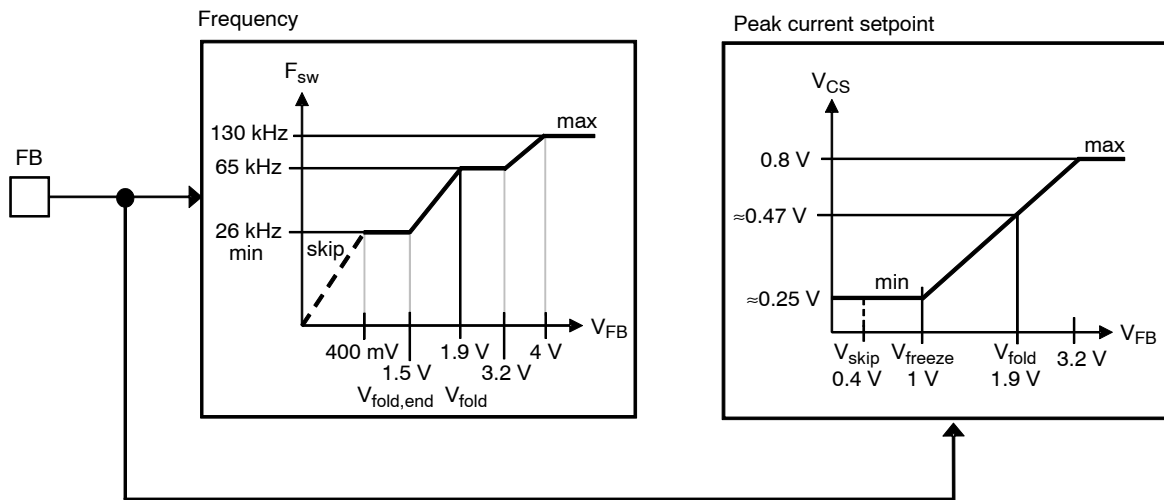 Frequency
Peak current setpoint
FB
Fsw
130 kHz
65 kHz
26 kHz
min
skip
max
VFB
400 mV
1.9 V
4 V
1.5 V
3.2 V
Vfold,end
Vfold
VCS
0.8 V
≈0.47 V
≈0.25 V
min
max
VFB
Vskip
Vfreeze
Vfold
3.2 V
0.4 V
1 V
1.9 V